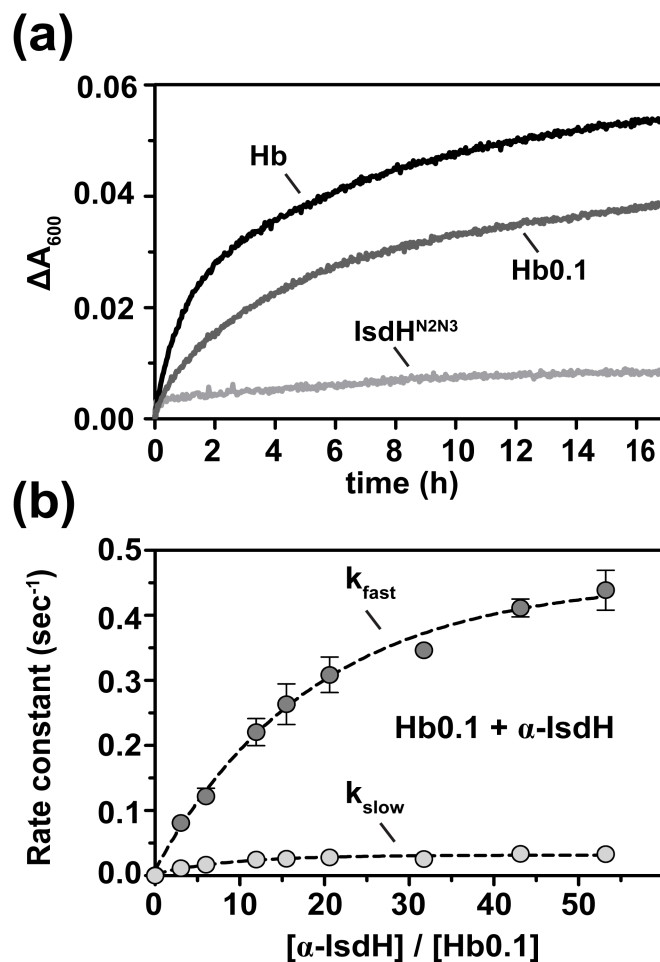 (a)
0.06
0.04
0.02
0.00
ΔA600
Hb
Hb0.1
IsdHN2N3
0 2 4 6 8 10 12 14 16
time (h)
(b)
0.5
0.4
0.3
0.2
0.1
0.0
Rate constant (sec-1)
kfast
Hb0.1 + α-IsdH
kslow
0 10 20 30 40 50
[α-IsdH] / [Hb0.1]